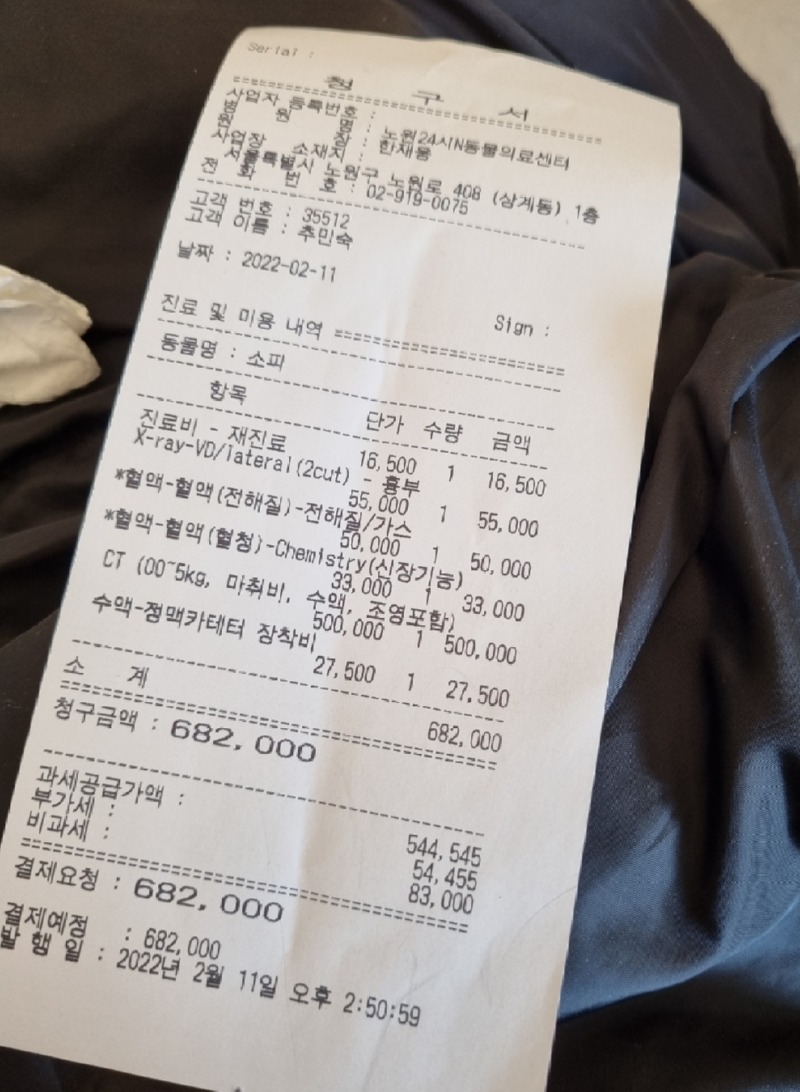 Serial :
청 구 서
사업자 등록번호 :
병 원 명 : 노원24시N동물의료센터
원 장 : 한재웅
사업장 소재지 :
서울특별시 노원구 노원로 408 (상계동) 1층
전 화 번 호 : 02-919-0075
고객 번호 : 35512
고객 이름 : 추민숙
날짜 : 2022-02-11
Sign :
진료 및 미용 내역
동물명 : 소피
항목 단가 수량 금액
진료비 - 재진료
16,500 1 16,500
X-ray-VD/lateral(2cut) - 흉부
55,000 1 55,000
*혈액-혈액(전해질)-전해질/가스
50,000 1 50,000
*혈액-혈액(혈청)-Chemistry(신장기능)
33,000 1 33,000
CT (00~5kg, 마취비, 수액, 조영포함)
500,000 1 500,000
수액-정맥카테터 장착비
27,500 1 27,500
소 계 682,000
청구금액 : 682,000
과세공급가액 : 544,545
부가세 : 54,455
비과세 : 83,000
결제요청 : 682,000
결제예정 : 682,000
발 행 일 : 2022년 2월 11일 오후 2:50:59